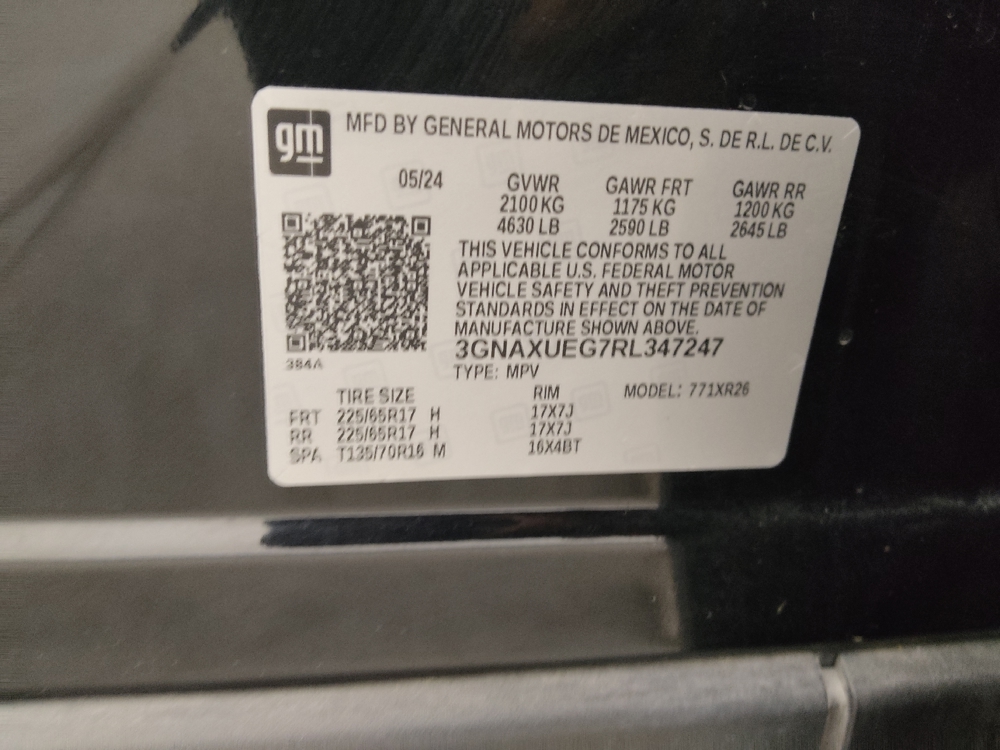 gm
MFD BY GENERAL MOTORS DE MEXICO, S. DE R.L. DE C.V.
05/24 GVWR GAWR FRT GAWR RR
2100 KG 1175 KG 1200 KG
4630 LB 2590 LB 2645 LB
THIS VEHICLE CONFORMS TO ALL
APPLICABLE U.S. FEDERAL MOTOR
VEHICLE SAFETY AND THEFT PREVENTION
STANDARDS IN EFFECT ON THE DATE OF
MANUFACTURE SHOWN ABOVE.
3GNAXUEG7RL347247
384A
TYPE: MPV
TIRE SIZE RIM MODEL: 771XR26
FRT 225/65R17 H 17X7J
RR 225/65R17 H 17X7J
SPA T135/70R16 M 16X4BT